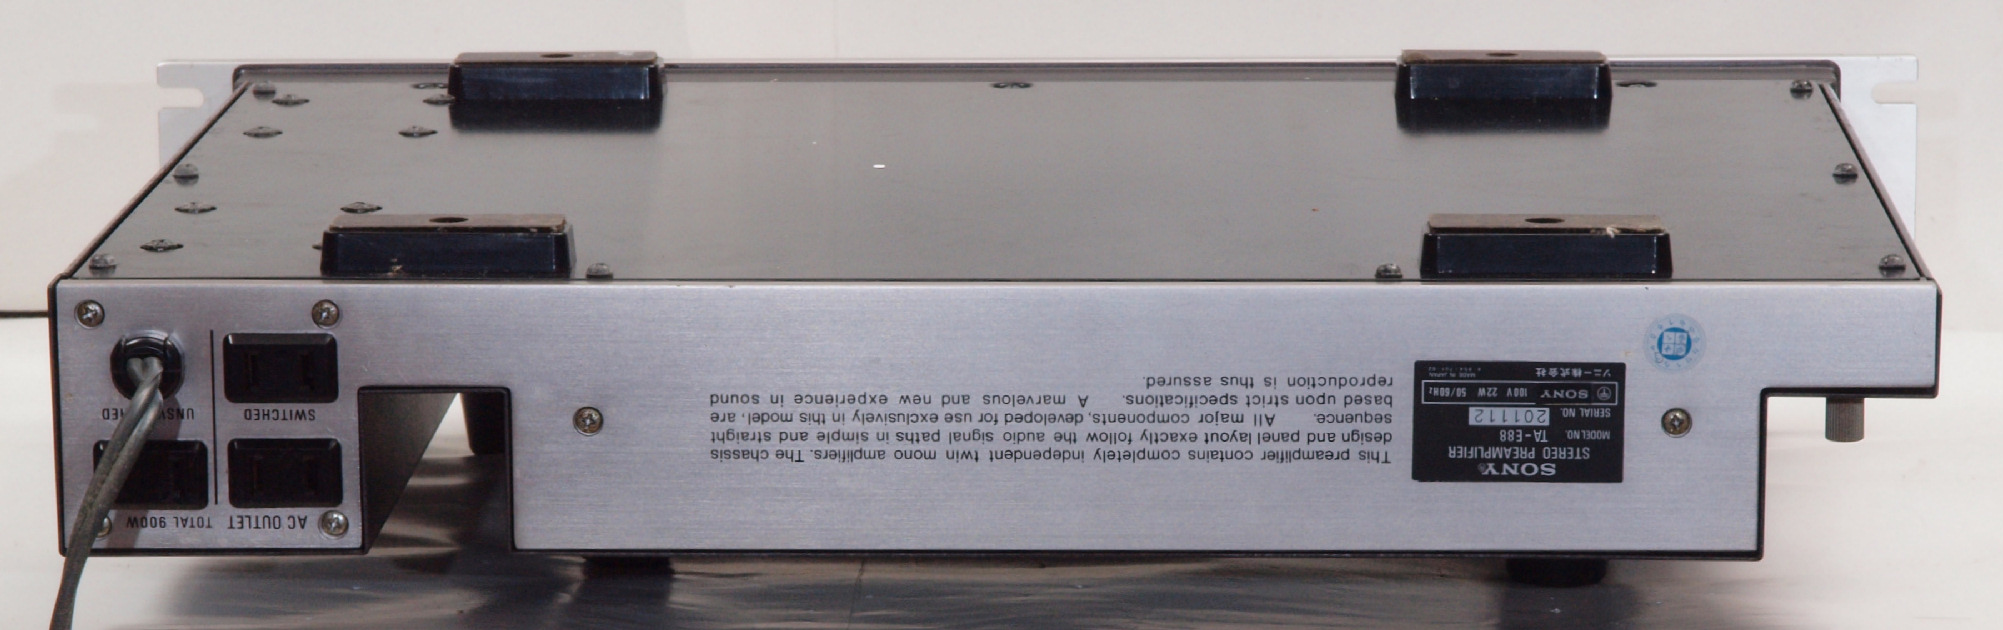 This preamplifier contains completely independent twin mono amplifiers. The chassis
design and panel layout exactly follow the audio signal paths in simple and straight
sequence. All major components, developed for use exclusively in this model, are
based upon strict specifications. A marvelous and new experience in sound
reproduction is thus assured.
SONY
STEREO PREAMPLIFIER
MODEL NO. TA-E88
SERIAL NO. 201112
SONY 100V 22W 50/60Hz
ソニー株式会社
MADE IN JAPAN
AC OUTLET TOTAL 900W
SWITCHED